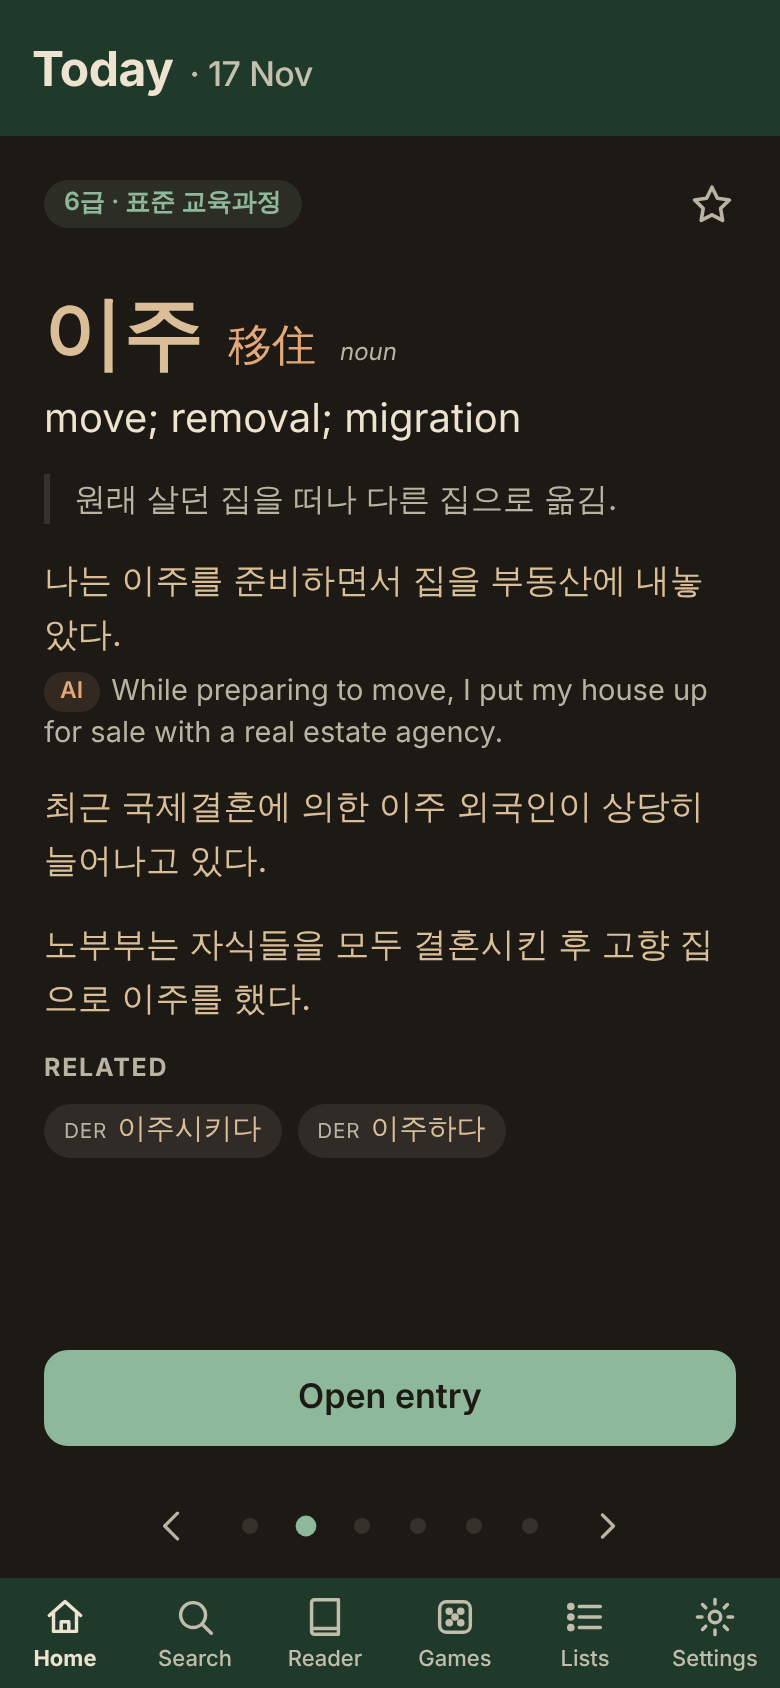 Today · 17 Nov
6급 · 표준 교육과정
이주 移住 noun
move; removal; migration
원래 살던 집을 떠나 다른 집으로 옮김.
나는 이주를 준비하면서 집을 부동산에 내놓
았다.
AI While preparing to move, I put my house up
for sale with a real estate agency.
최근 국제결혼에 의한 이주 외국인이 상당히
늘어나고 있다.
노부부는 자식들을 모두 결혼시킨 후 고향 집
으로 이주를 했다.
RELATED
DER 이주시키다 DER 이주하다
Open entry
Home Search Reader Games Lists Settings